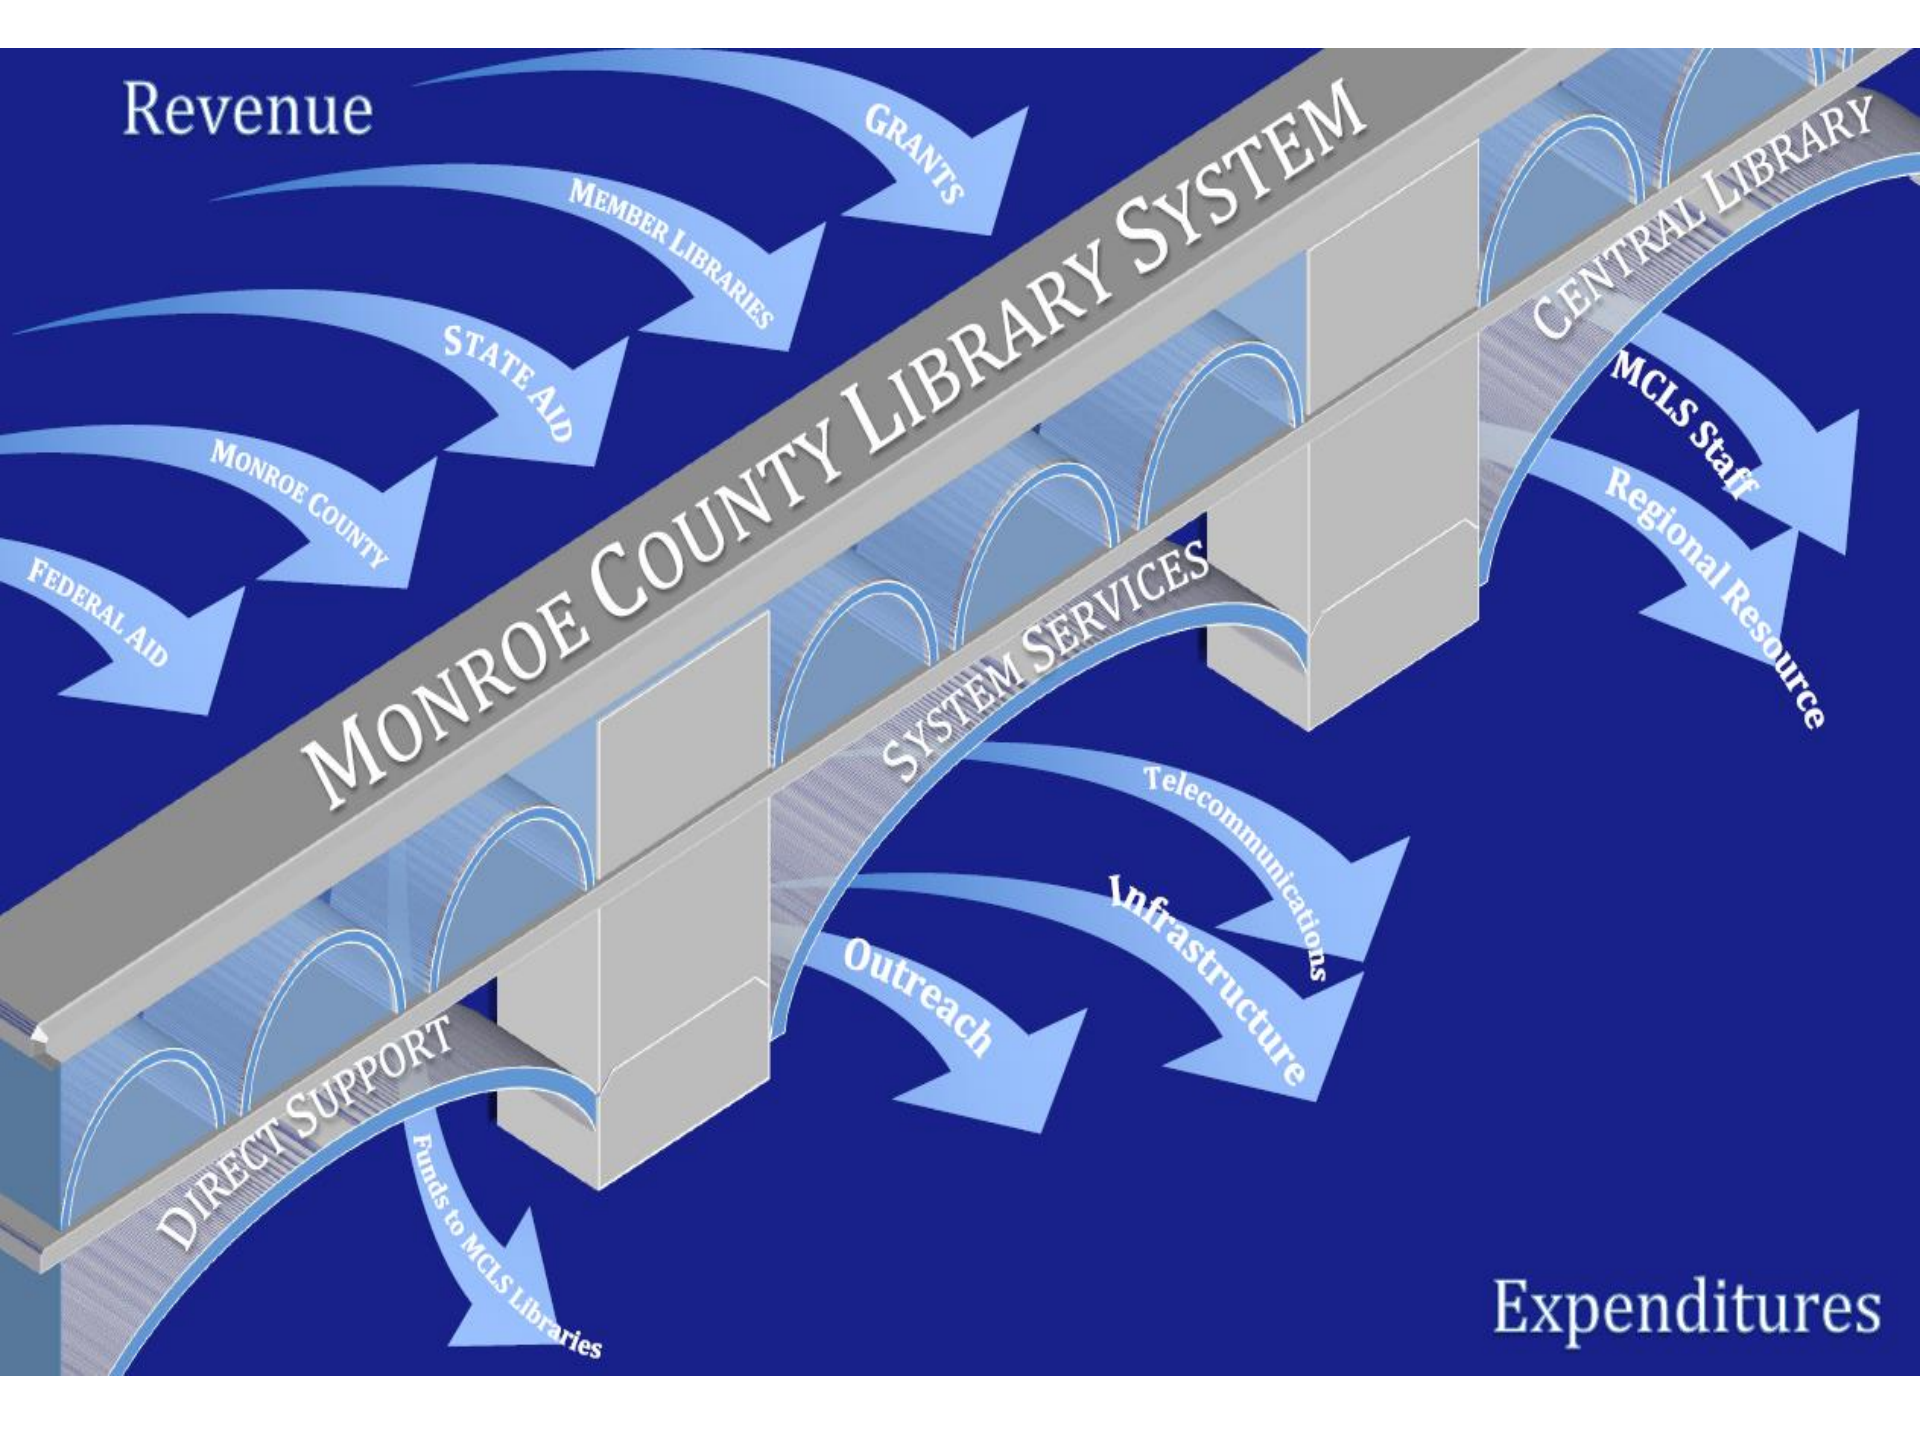 Revenue
GRANTS
MEMBER LIBRARIES
STATE AID
MONROE COUNTY
FEDERAL AID
MONROE COUNTY LIBRARY SYSTEM
CENTRAL LIBRARY
MCLS Staff
Regional Resource
SYSTEM SERVICES
Telecommunications
Infrastructure
Outreach
DIRECT SUPPORT
Funds to MCLS Libraries
Expenditures